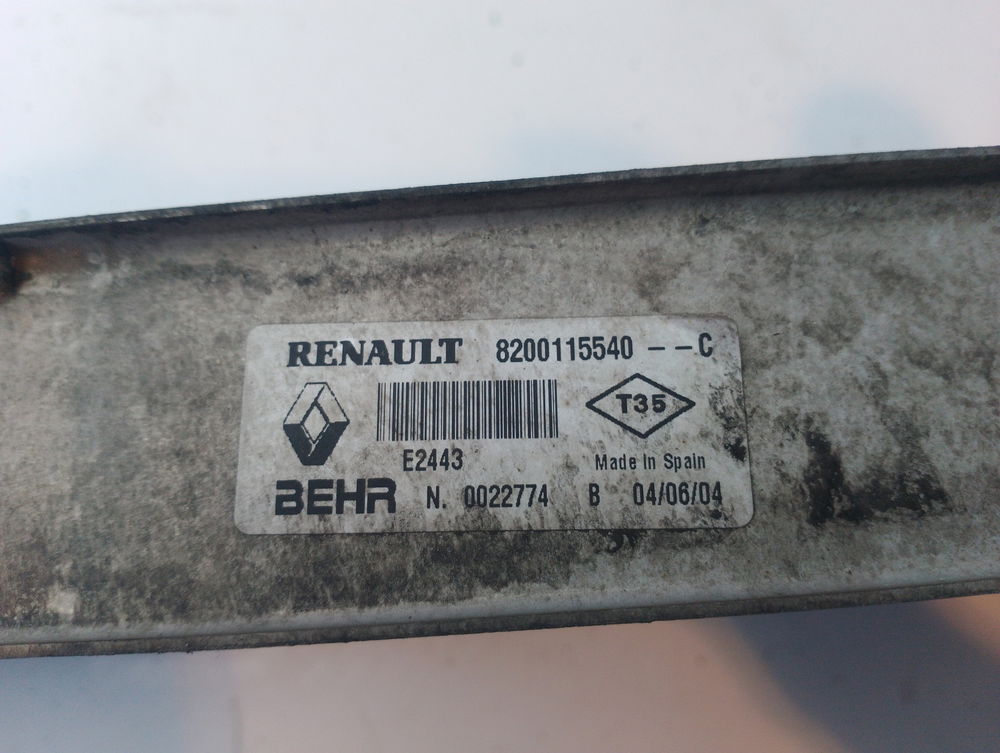 RENAULT 8200115540 --C
T35
E2443 Made In Spain
BEHR N. 0022774 B 04/06/04